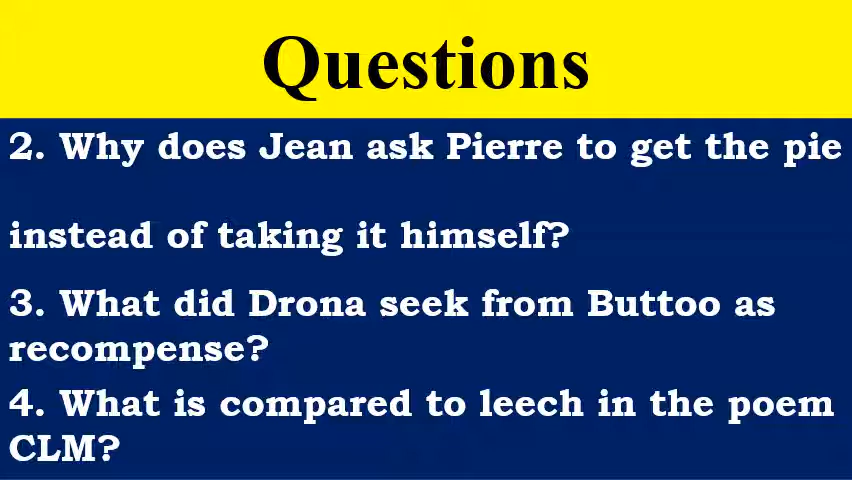 Questions
2. Why does Jean ask Pierre to get the pie
instead of taking it himself?
3. What did Drona seek from Buttoo as
recompense?
4. What is compared to leech in the poem
CLM?